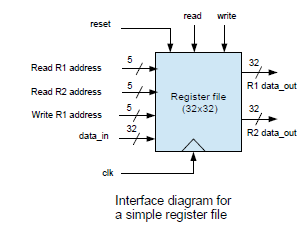 reset
read write
Read R1 address 5
Read R2 address 5
Write R1 address 5
data_in 32
Register file
(32x32)
32
R1 data_out
32
R2 data_out
clk
Interface diagram for
a simple register file